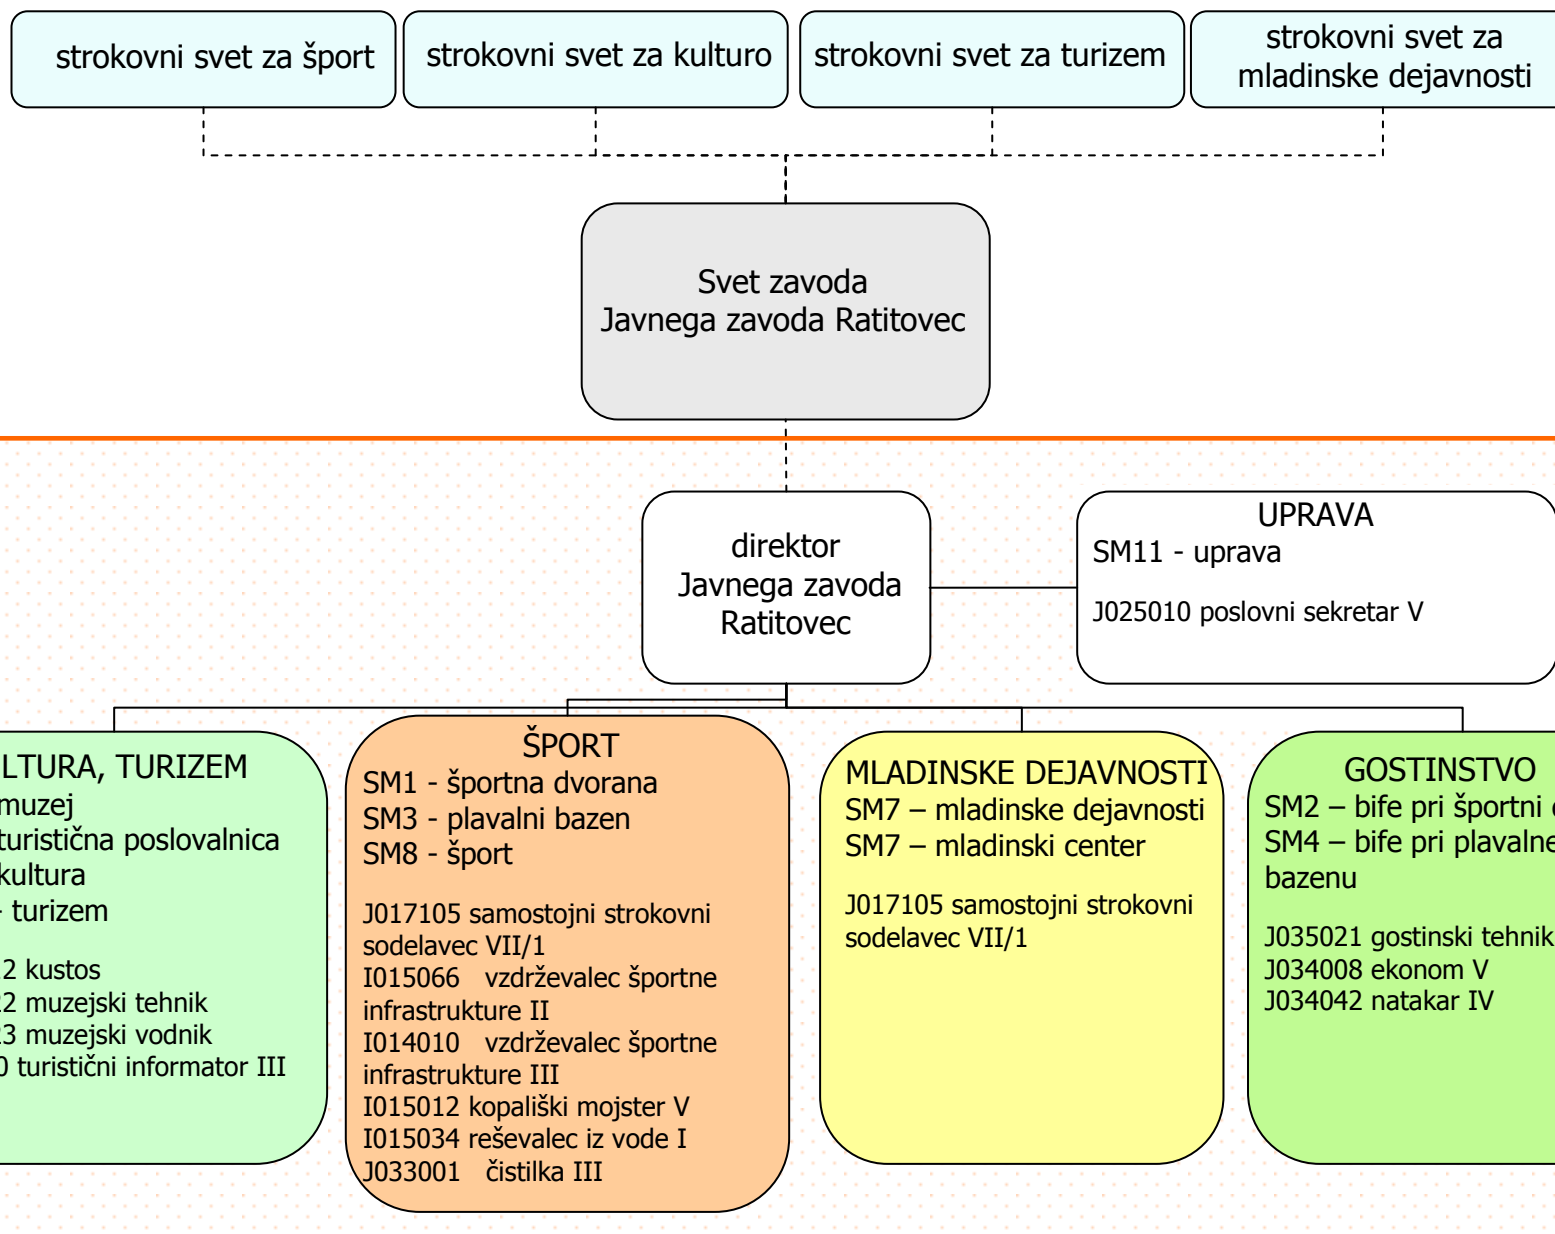 strokovni svet za šport
strokovni svet za kulturo
strokovni svet za turizem
strokovni svet za
mladinske dejavnosti
Svet zavoda
Javnega zavoda Ratitovec
direktor
Javnega zavoda
Ratitovec
UPRAVA
SM11 - uprava
J025010 poslovni sekretar V
LTURA, TURIZEM
muzej
turistična poslovalnica
kultura
- turizem
2 kustos
22 muzejski tehnik
23 muzejski vodnik
0 turistični informator III
ŠPORT
SM1 - športna dvorana
SM3 - plavalni bazen
SM8 - šport
J017105 samostojni strokovni
sodelavec VII/1
I015066 vzdrževalec športne
infrastrukture II
I014010 vzdrževalec športne
infrastrukture III
I015012 kopališki mojster V
I015034 reševalec iz vode I
J033001 čistilka III
MLADINSKE DEJAVNOSTI
SM7 – mladinske dejavnosti
SM7 – mladinski center
J017105 samostojni strokovni
sodelavec VII/1
GOSTINSTVO
SM2 – bife pri športni
SM4 – bife pri plavalne
bazenu
J035021 gostinski tehnik
J034008 ekonom V
J034042 natakar IV